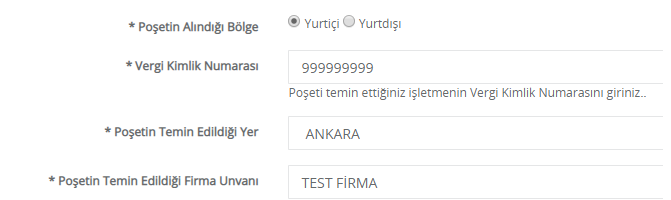 * Poşetin Alındığı Bölge Yurtiçi Yurtdışı
* Vergi Kimlik Numarası 999999999
Poşeti temin ettiğiniz işletmenin Vergi Kimlik Numarasını giriniz..
* Poşetin Temin Edildiği Yer ANKARA
* Poşetin Temin Edildiği Firma Unvanı TEST FİRMA